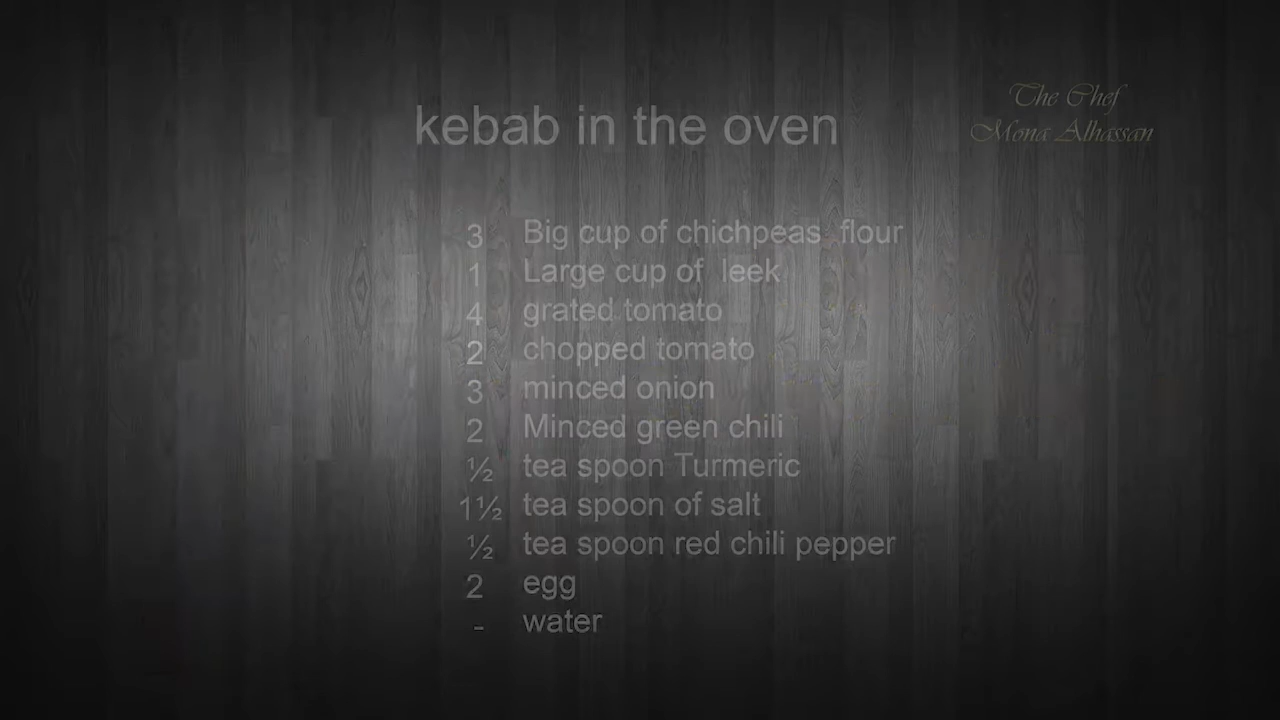 The Chef
Mona Alhassan
kebab in the oven
3 Big cup of chichpeas flour
1 Large cup of leek
4 grated tomato
2 chopped tomato
3 minced onion
2 Minced green chili
½ tea spoon Turmeric
1½ tea spoon of salt
½ tea spoon red chili pepper
2 egg
- water